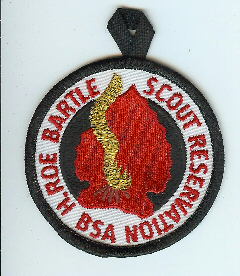 H. ROE BARTLE SCOUT RESERVATION
BSA